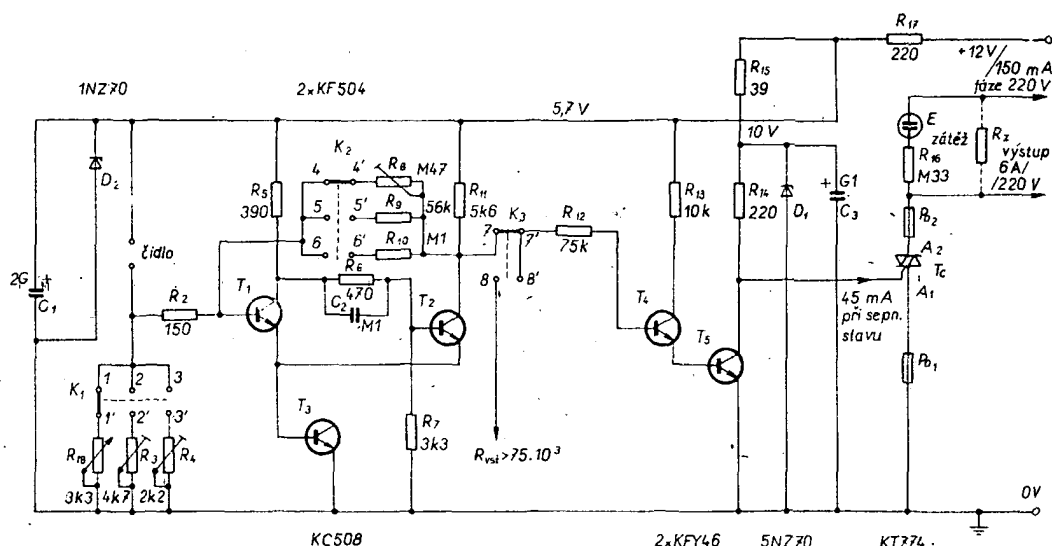 R17
220
+12V/150 mA
fáze 220 V
1NZ70
2xKF504
5,7 V
R15
39
10 V
E
zátěž
Rz
výstup
6A/
/220 V
R16
M33
K2
4
4'
R8
M47
5
5'
R9
56k
6
6'
R10
M1
R5
390
R11
5k6
K3
7
7'
8
8'
R12
75k
R13
10k
R14
220
D1
+
G1
C3
Po2
A2
Tc
A1
45 mA
při sepn.
stavu
Po1
D2
čidlo
2G
+
C1
R2
150
T1
R6
470
C2
M1
T2
T4
T5
K1
1
2
3
1'
2'
3'
R18
R3
R4
3k3
4k7
2k2
T3
R7
3k3
Rvst>75.10³
0V
KC508
2xKFY46
5NZ70
KT774